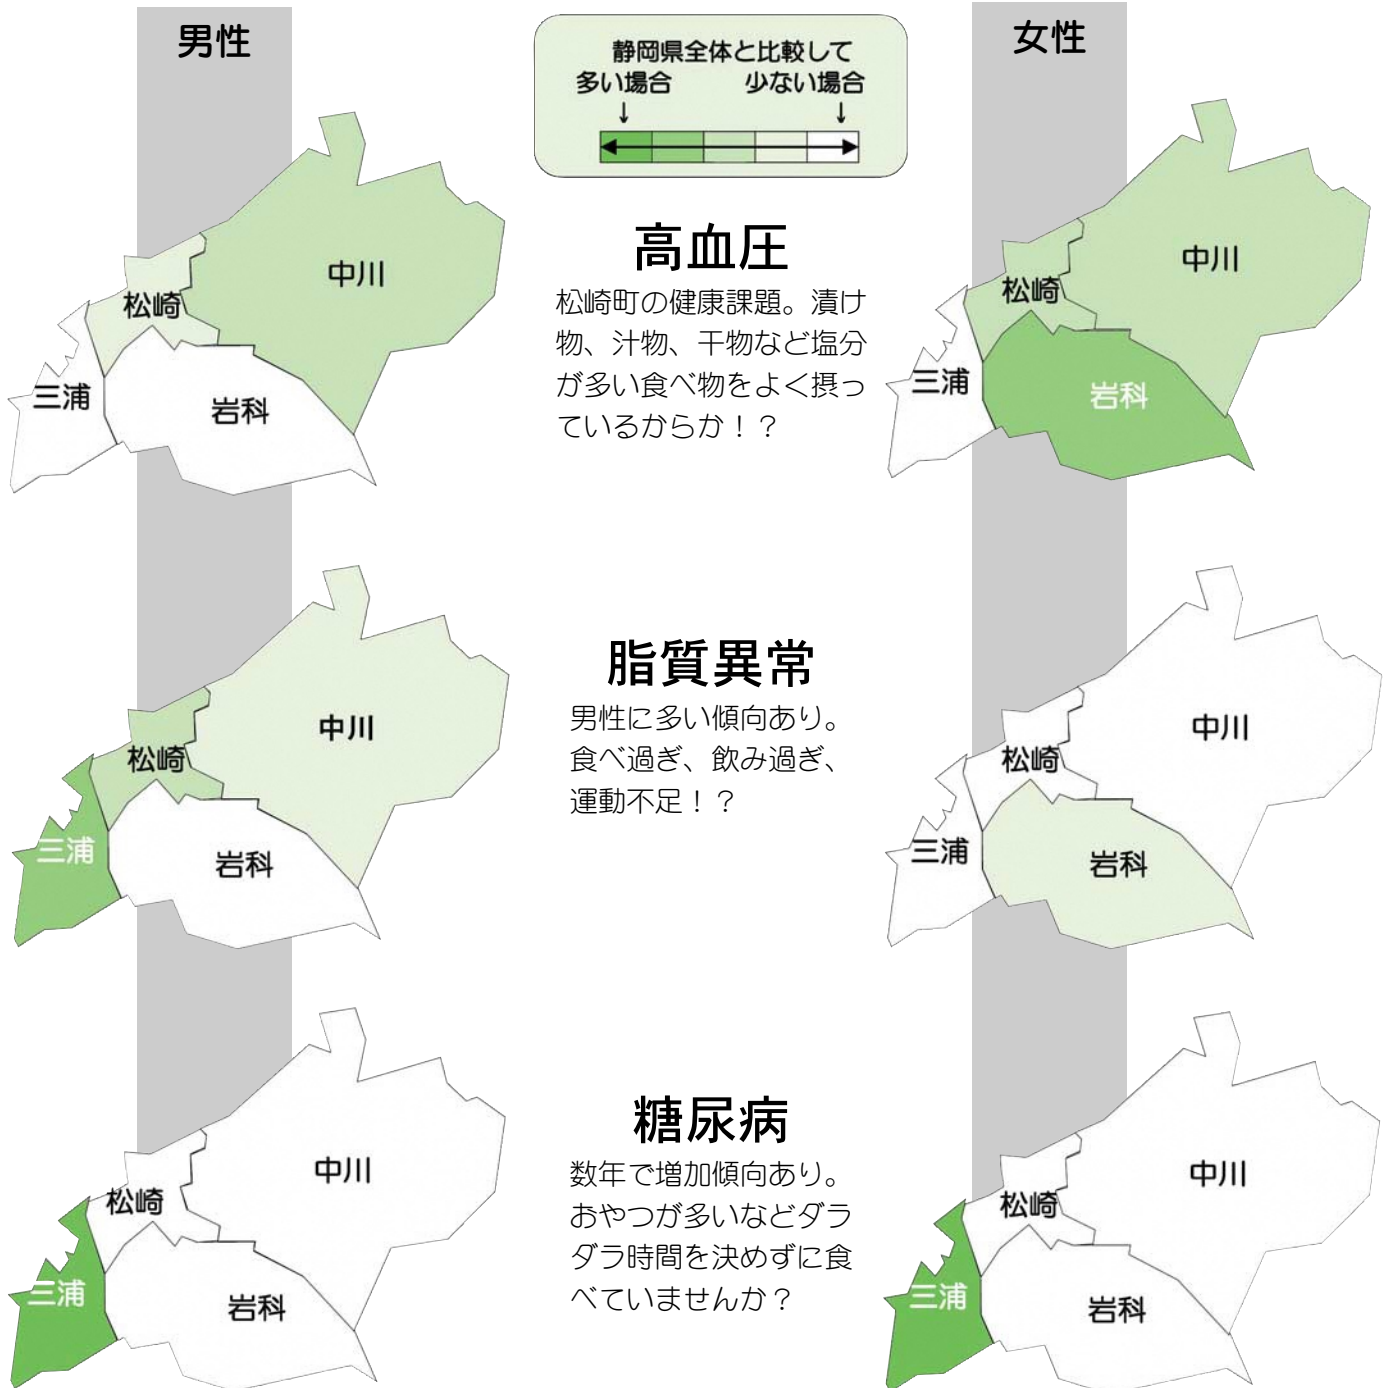 男性
女性
静岡県全体と比較して
多い場合 少ない場合
↓ ↓
高血圧
松崎町の健康課題。漬け
物、汁物、干物など塩分
が多い食べ物をよく摂っ
ているからか！？
中川
松崎
三浦
岩科
中川
松崎
三浦
岩科
脂質異常
男性に多い傾向あり。
食べ過ぎ、飲み過ぎ、
運動不足！？
中川
松崎
三浦
岩科
中川
松崎
三浦
岩科
糖尿病
数年で増加傾向あり。
おやつが多いなどダラ
ダラ時間を決めずに食
べていませんか？
中川
松崎
三浦
岩科
中川
松崎
三浦
岩科